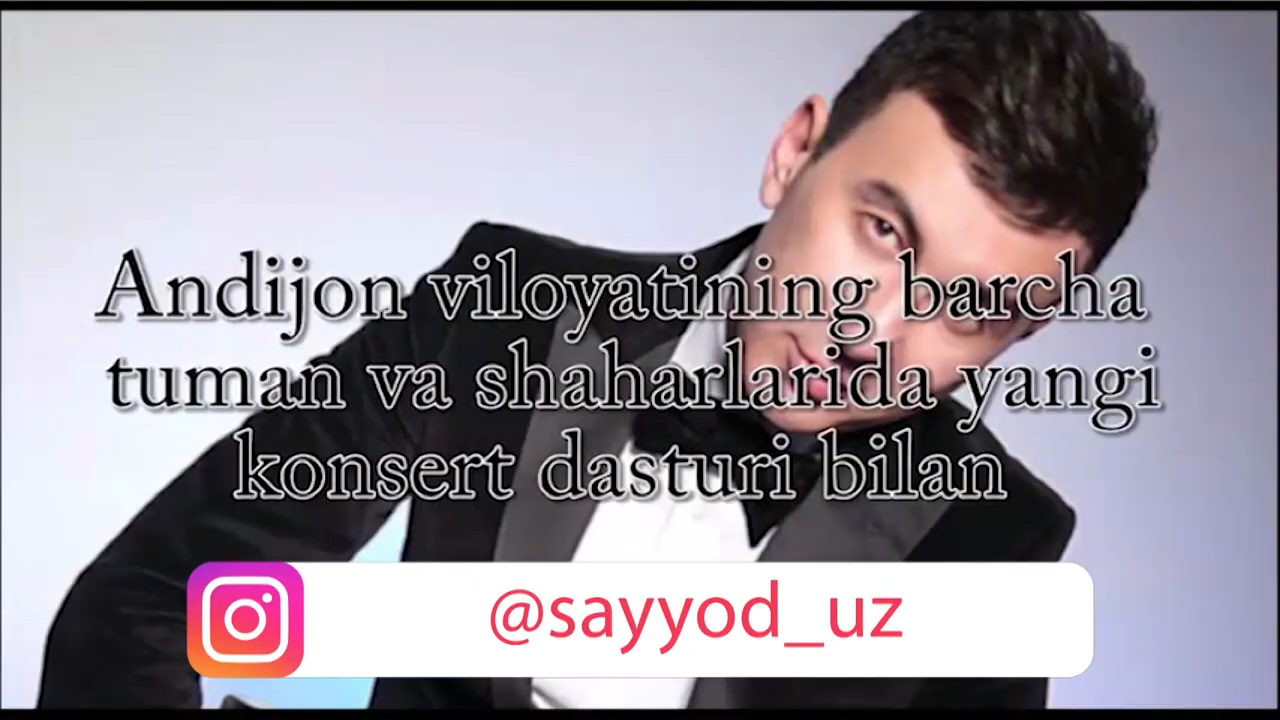 Andijon viloyatining barcha
tuman va shaharlarida yangi
konsert dasturi bilan
@sayyod_uz